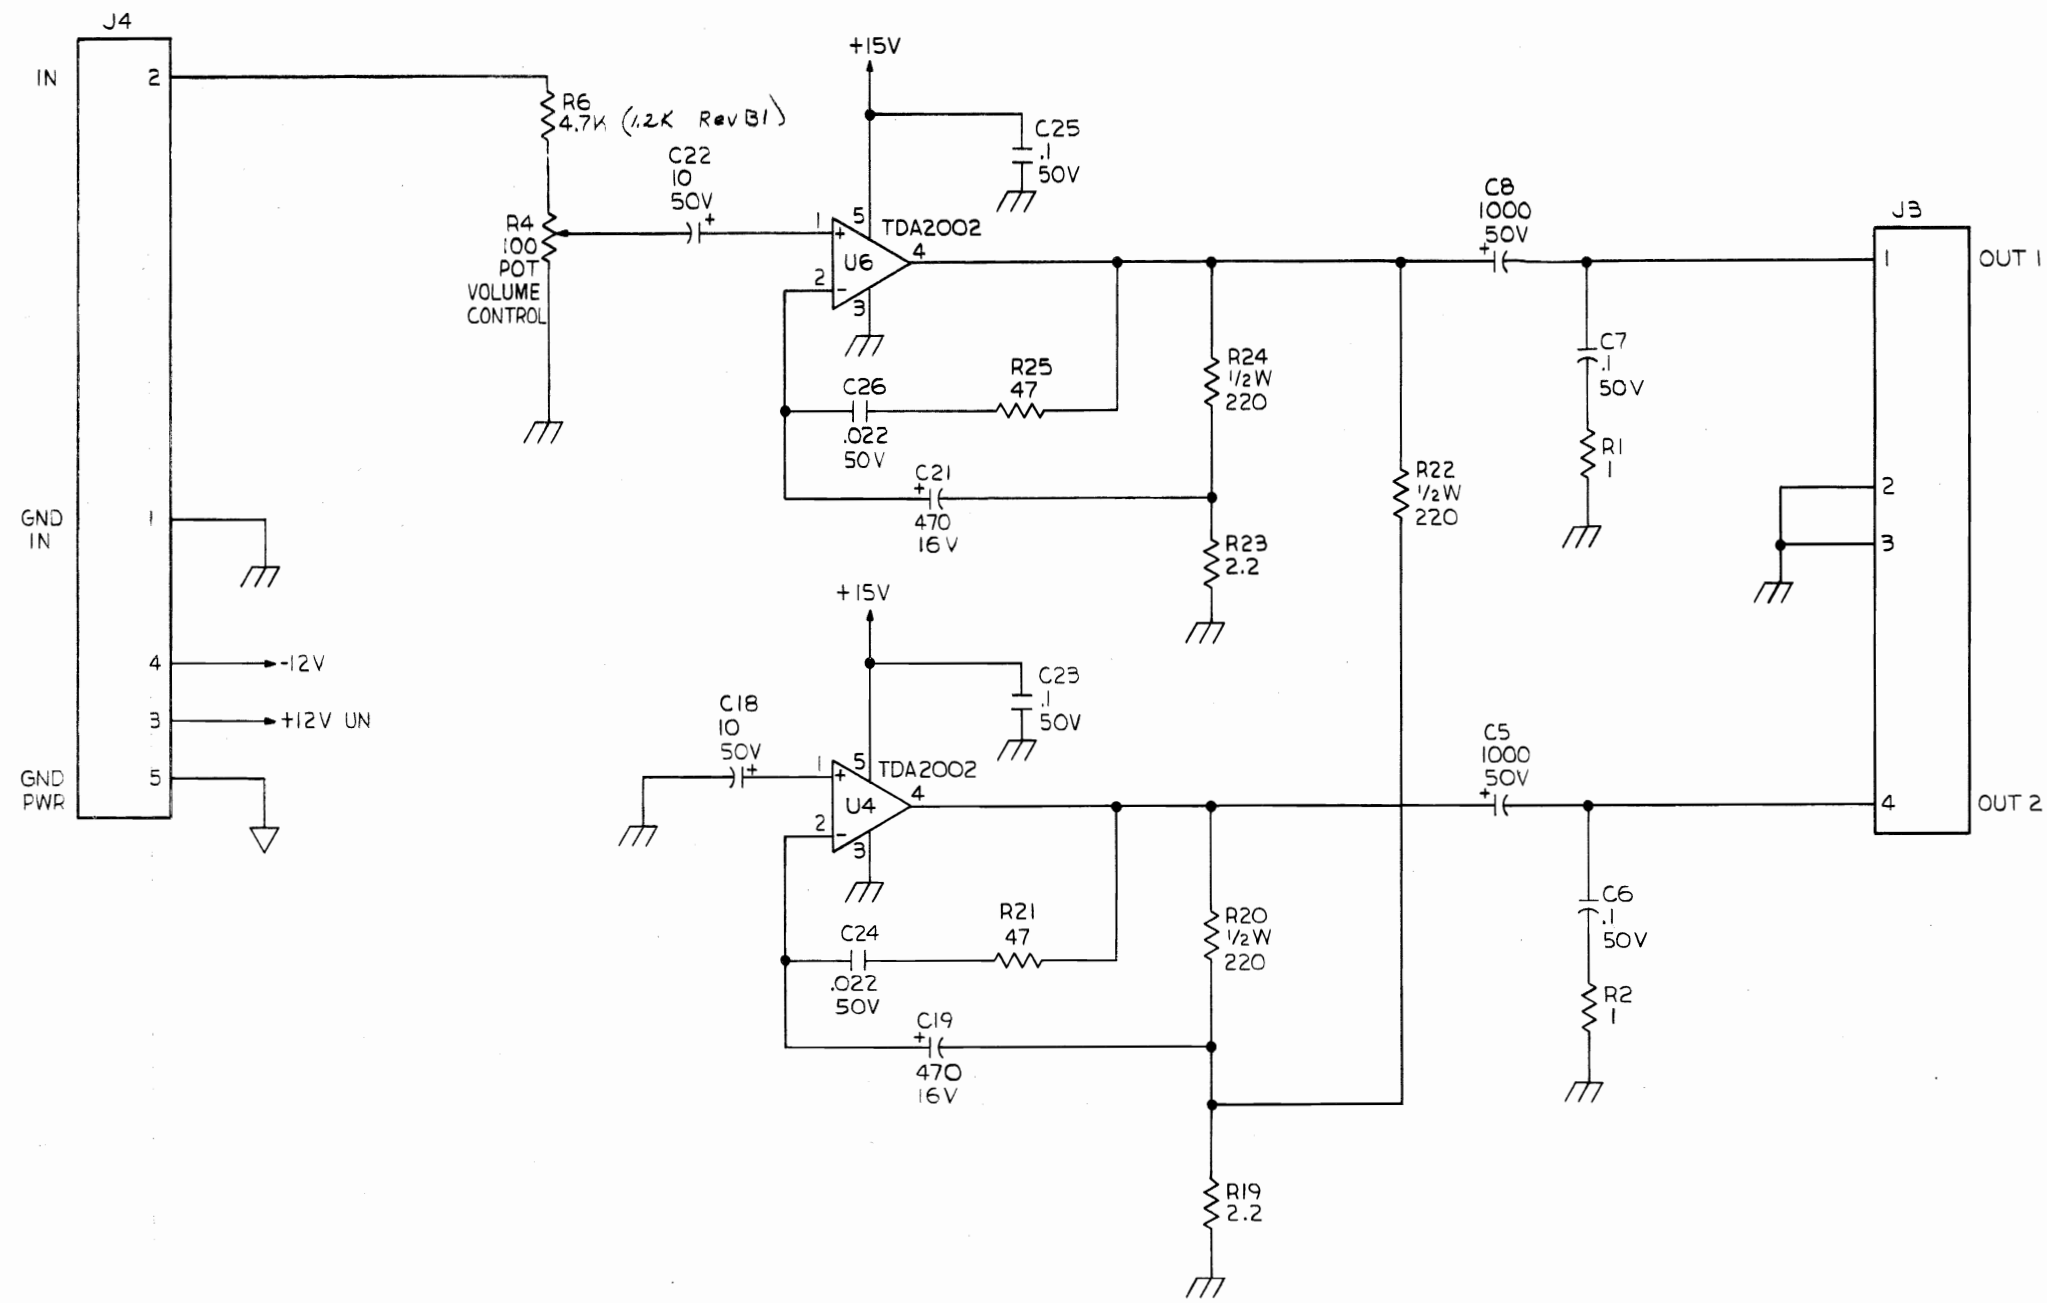 J4
IN
2
R6
4.7K (1.2K Rev B1)
C22
10
50V
+
R4
100
POT
VOLUME
CONTROL
+15V
C25
.1
50V
1
5
TDA2002
+
U6
4
2
-
3
C26
.022
50V
R25
47
C21
+
470
16V
R24
1/2W
220
R23
2.2
R22
1/2W
220
C8
1000
50V
+
C7
.1
50V
R1
1
J3
1
OUT 1
2
3
4
OUT 2
GND
IN
1
4
-12V
3
+12V UN
GND
PWR
5
+15V
C23
.1
50V
C18
10
50V
+
1
5
TDA2002
+
U4
4
2
-
3
C24
.022
50V
R21
47
C19
+
470
16V
R20
1/2W
220
R19
2.2
C5
1000
50V
+
C6
.1
50V
R2
1